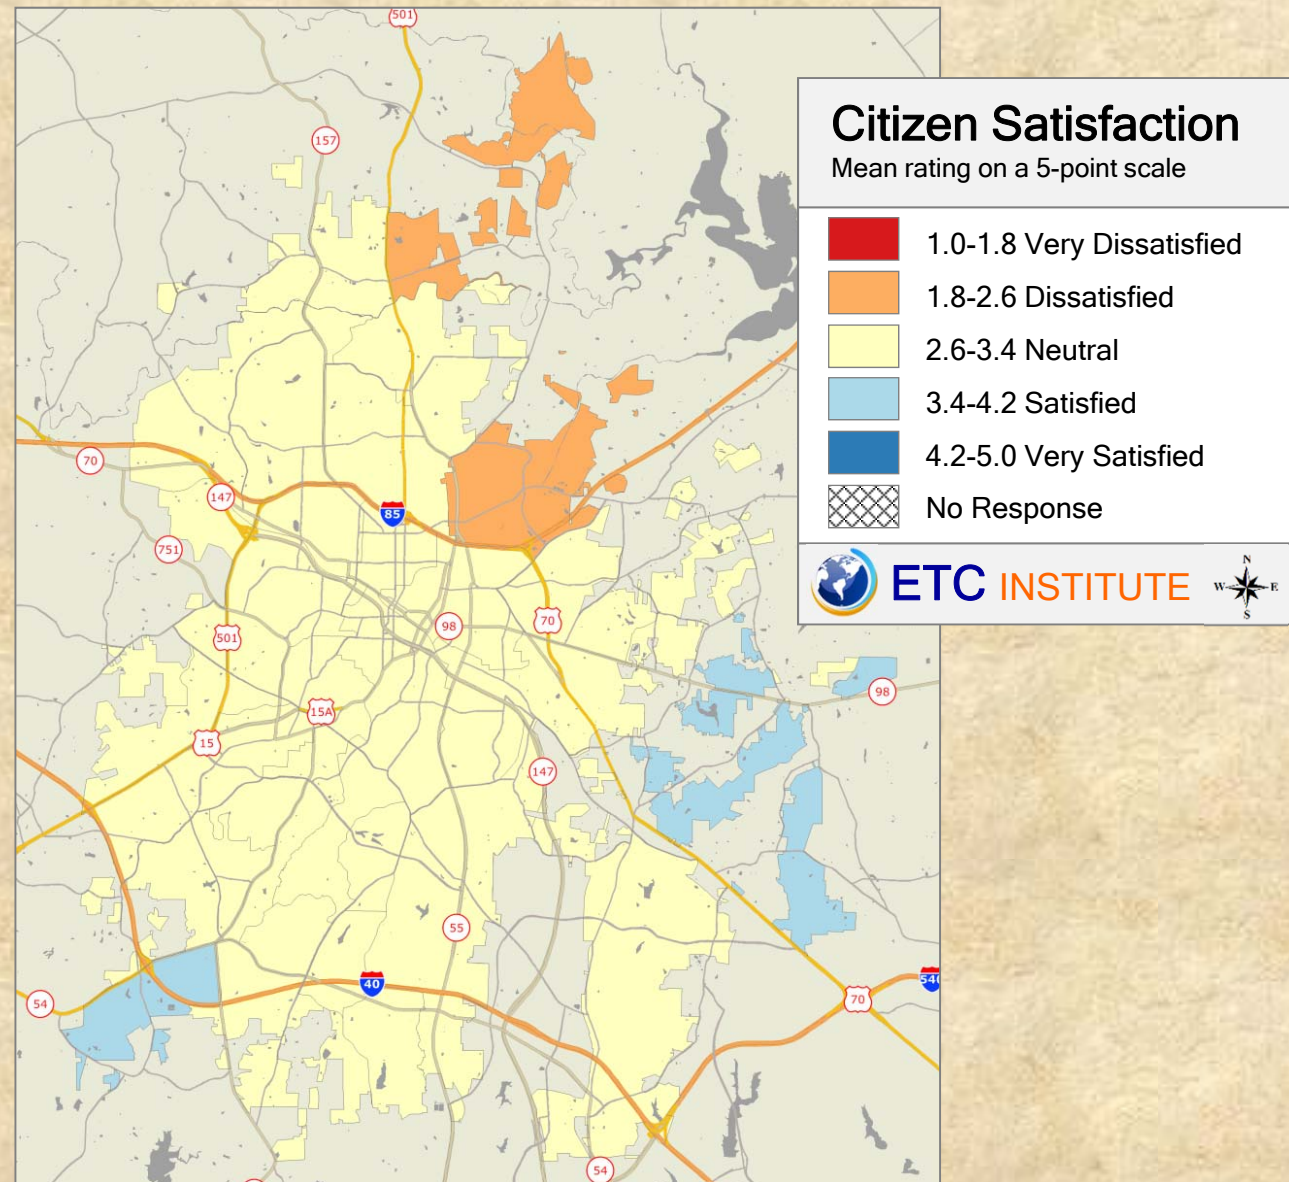 501
157
70
147
85
751
501
98
70
98
15A
15
147
55
40
54
70
540
54
Citizen Satisfaction
Mean rating on a 5-point scale
1.0-1.8 Very Dissatisfied
1.8-2.6 Dissatisfied
2.6-3.4 Neutral
3.4-4.2 Satisfied
4.2-5.0 Very Satisfied
No Response
ETC INSTITUTE
N
W E
S